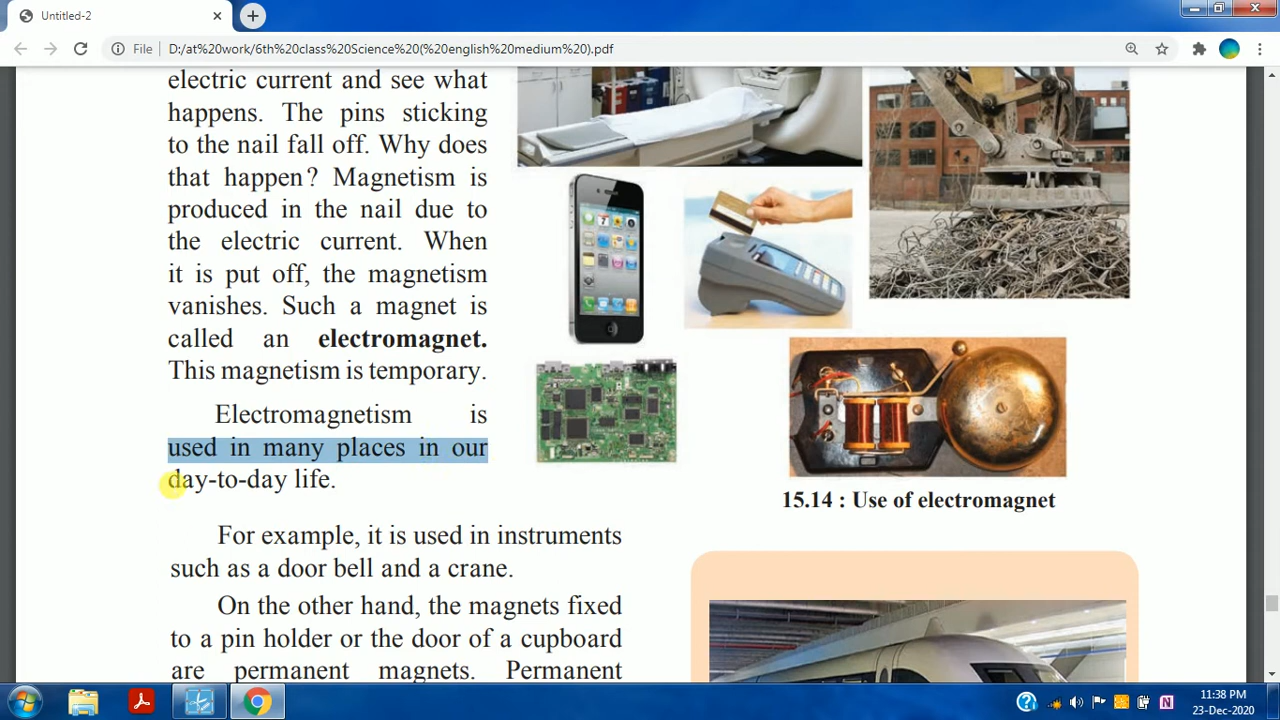 Untitled-2
File
D:/at%20work/6th%20class%20Science%20(%20english%20medium%20).pdf
electric current and see what
happens. The pins sticking
to the nail fall off. Why does
that happen? Magnetism is
produced in the nail due to
the electric current. When
it is put off, the magnetism
vanishes. Such a magnet is
called an electromagnet.
This magnetism is temporary.
Electromagnetism is
used in many places in our
day-to-day life.
15.14 : Use of electromagnet
For example, it is used in instruments
such as a door bell and a crane.
On the other hand, the magnets fixed
to a pin holder or the door of a cupboard
are permanent magnets. Permanent
11:38 PM
23-Dec-2020